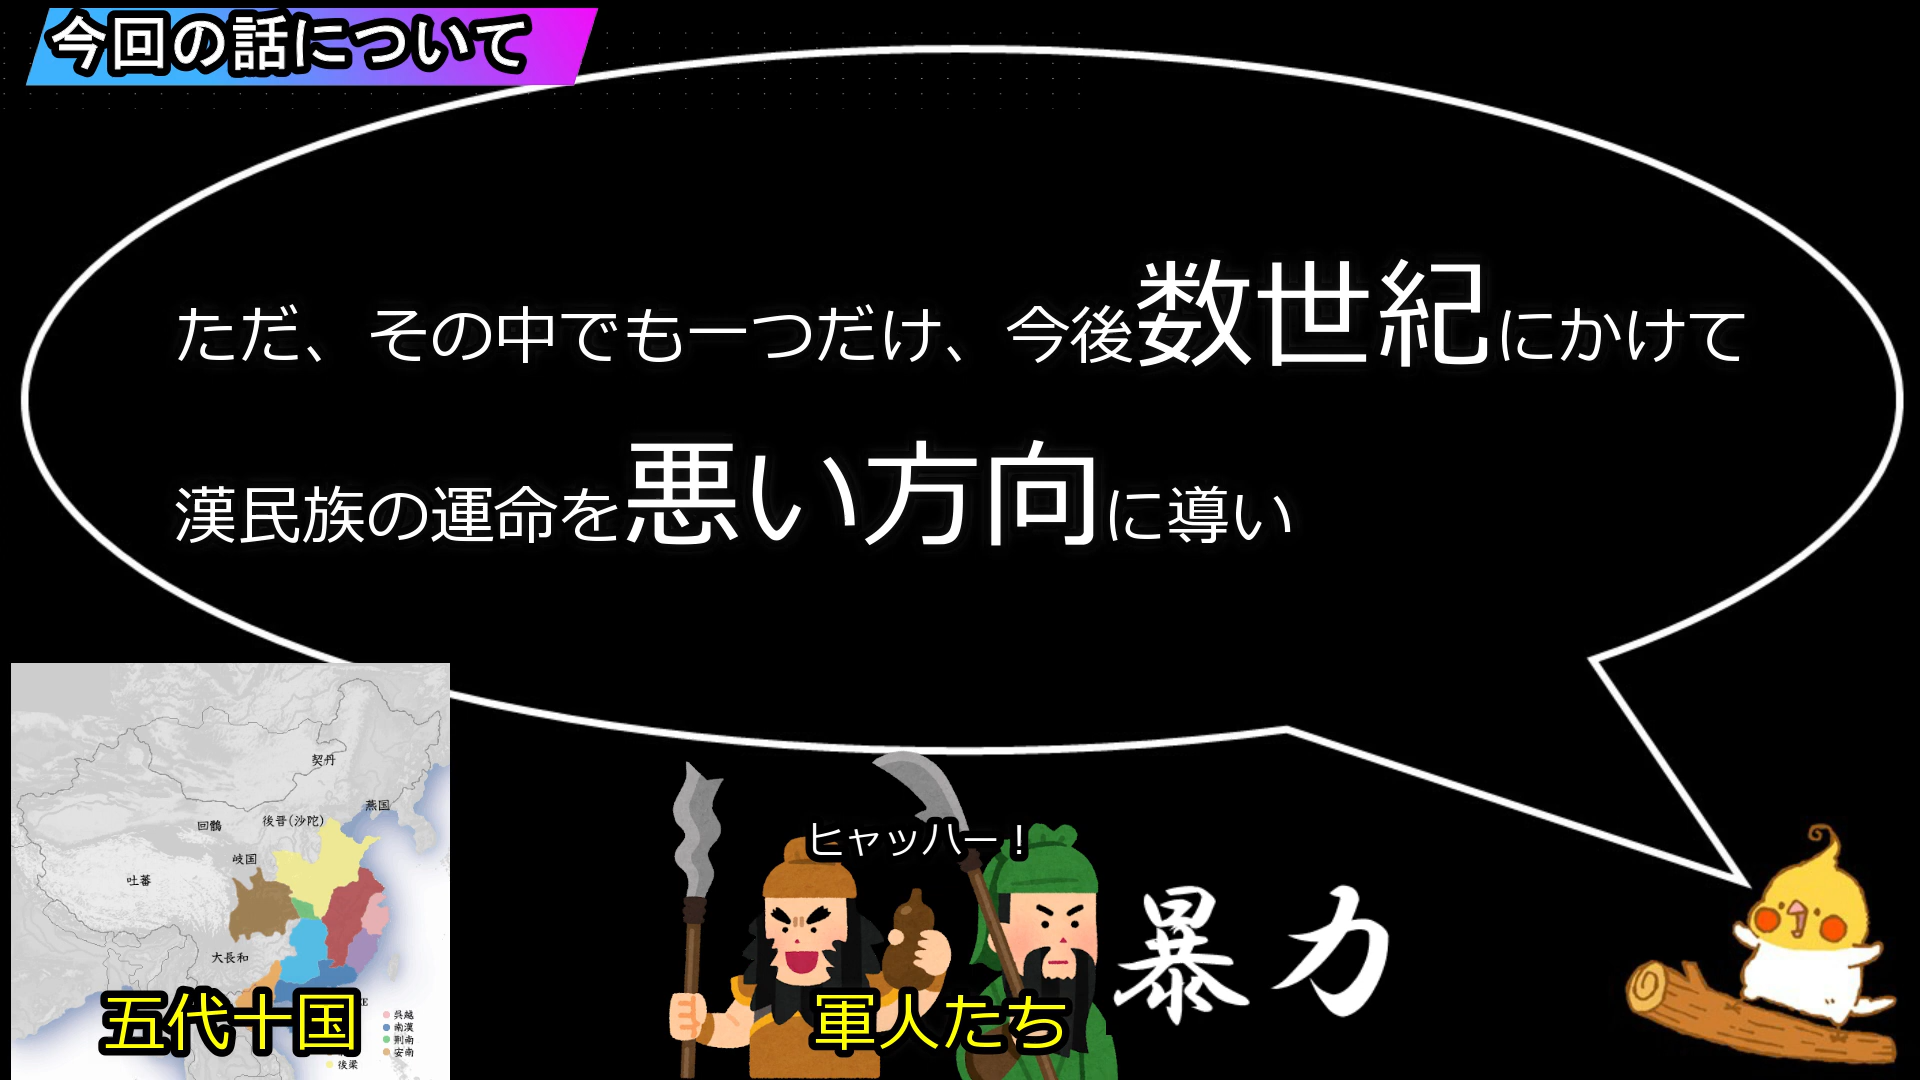 今回の話について
ただ、その中でも一つだけ、今後数世紀にかけて
漢民族の運命を悪い方向に導い
契丹
燕国
後晋(沙陀)
回鶻
岐国
吐蕃
大長和
呉越
南漢
荊南
安南
後梁
五代十国
ヒャッハー！
軍人たち
暴力